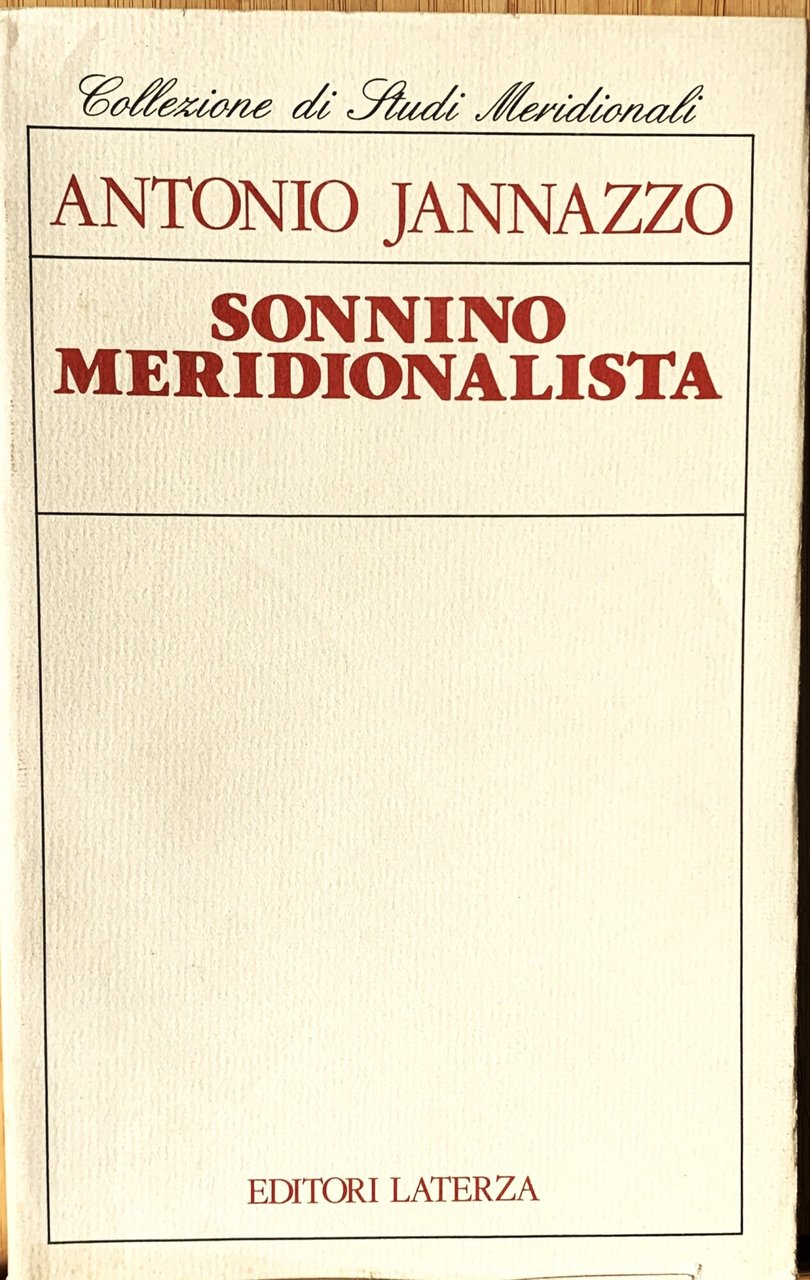 Collezione di Studi Meridionali
ANTONIO JANNAZZO
SONNINO
MERIDIONALISTA
EDITORI LATERZA